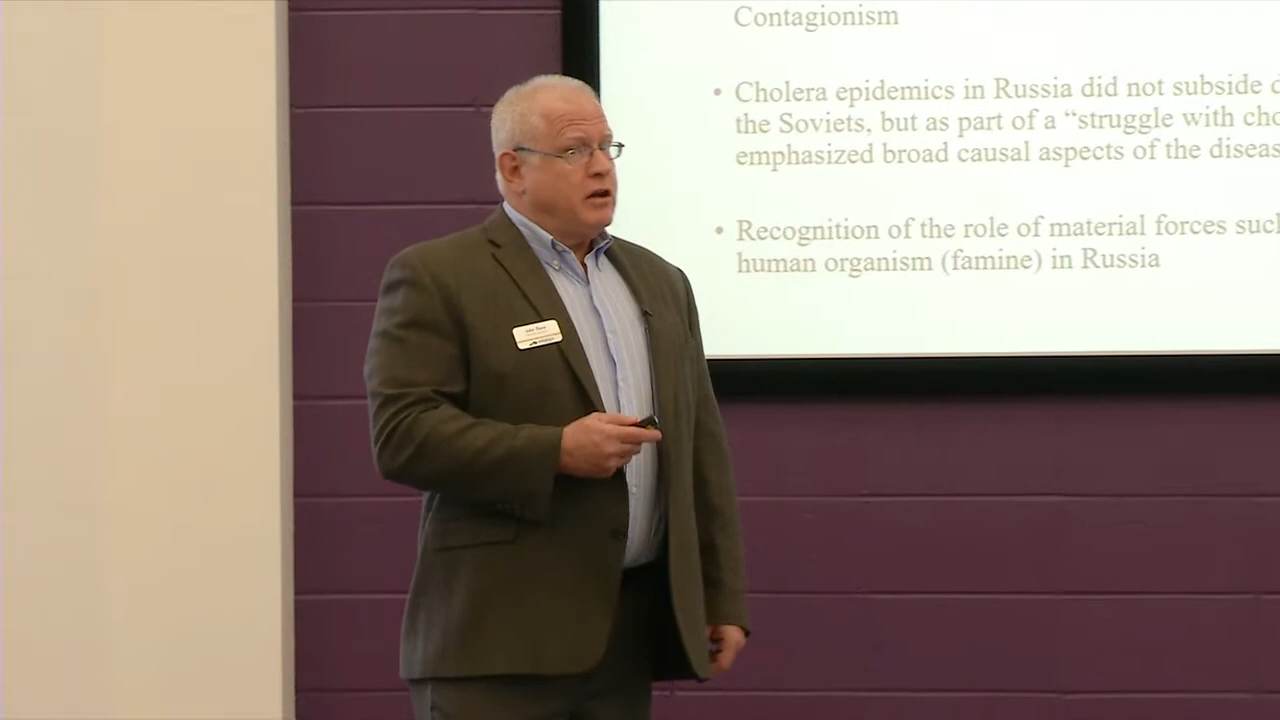 Contagionism
• Cholera epidemics in Russia did not subside
the Soviets, but as part of a “struggle with
emphasized broad causal aspects of the
• Recognition of the role of material forces
human organism (famine) in Russia